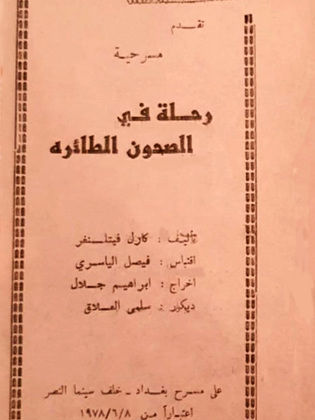 تقدم
مسرحية
رحلة في
الصحون الطائره
تأليف : كارل فيتلنغر
اقتباس : فيصل الياسري
اخراج : ابراهيم جلال
ديكور : سلمى العلاق
على مسرح بغداد - خلف سينما النصر
اعتباراً من ١٩٧٨/٦/٨